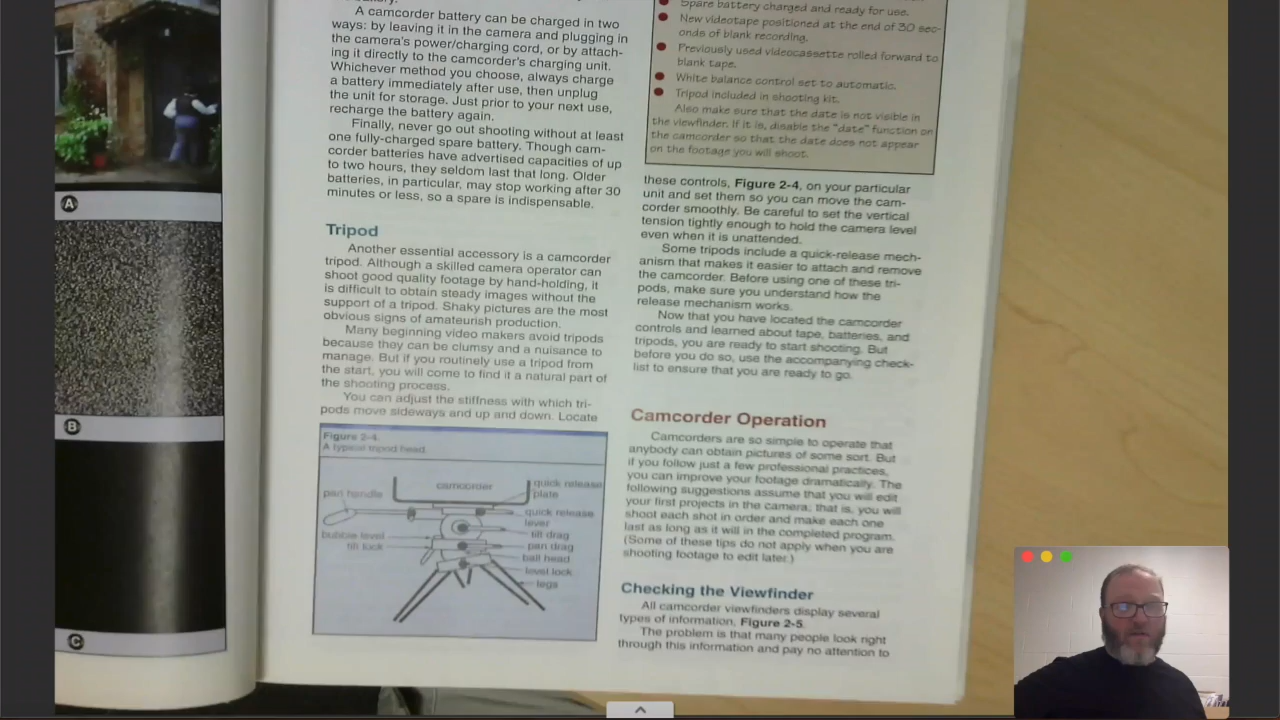 A camcorder battery can be charged in two
ways: by leaving it in the camera and plugging in
the camera's power/charging cord, or by attach-
ing it directly to the camcorder's charging unit.
Whichever method you choose, always charge
a battery immediately after use, then unplug
the unit for storage. Just prior to your next use,
recharge the battery again.
Finally, never go out shooting without at least
one fully-charged spare battery. Though cam-
corder batteries have advertised capacities of up
to two hours, they seldom last that long. Older
batteries, in particular, may stop working after 30
minutes or less, so a spare is indispensable.
Tripod
Another essential accessory is a camcorder
tripod. Although a skilled camera operator can
shoot good quality footage by hand-holding, it
is difficult to obtain steady images without the
support of a tripod. Shaky pictures are the most
obvious signs of amateurish production.
Many beginning video makers avoid tripods
because they can be clumsy and a nuisance to
manage. But if you routinely use a tripod from
the start, you will come to find it a natural part of
the shooting process.
You can adjust the stiffness with which tri-
pods move sideways and up and down. Locate
Figure 2-4.
A typical tripod head.
camcorder
quick release
plate
pan handle
quick release
lever
bubble level
tilt drag
tilt lock
pan drag
ball head
level lock
legs
A
B
C
Spare battery charged and ready for use.
New videotape positioned at the end of 30 sec-
onds of blank recording.
Previously used videocassette rolled forward to
blank tape.
White balance control set to automatic.
Tripod included in shooting kit.
Also make sure that the date is not visible in
the viewfinder. If it is, disable the "date" function on
the camcorder so that the date does not appear
on the footage you will shoot.
these controls, Figure 2-4, on your particular
unit and set them so you can move the cam-
corder smoothly. Be careful to set the vertical
tension tightly enough to hold the camera level
even when it is unattended.
Some tripods include a quick-release mech-
anism that makes it easier to attach and remove
the camcorder. Before using one of these tri-
pods, make sure you understand how the
release mechanism works.
Now that you have located the camcorder
controls and learned about tape, batteries, and
tripods, you are ready to start shooting. But
before you do so, use the accompanying check-
list to ensure that you are ready to go.
Camcorder Operation
Camcorders are so simple to operate that
anybody can obtain pictures of some sort. But
if you follow just a few professional practices,
you can improve your footage dramatically. The
following suggestions assume that you will edit
your first projects in the camera; that is, you will
shoot each shot in order and make each one
last as long as it will in the completed program.
(Some of these tips do not apply when you are
shooting footage to edit later.)
Checking the Viewfinder
All camcorder viewfinders display several
types of information, Figure 2-5.
The problem is that many people look right
through this information and pay no attention to